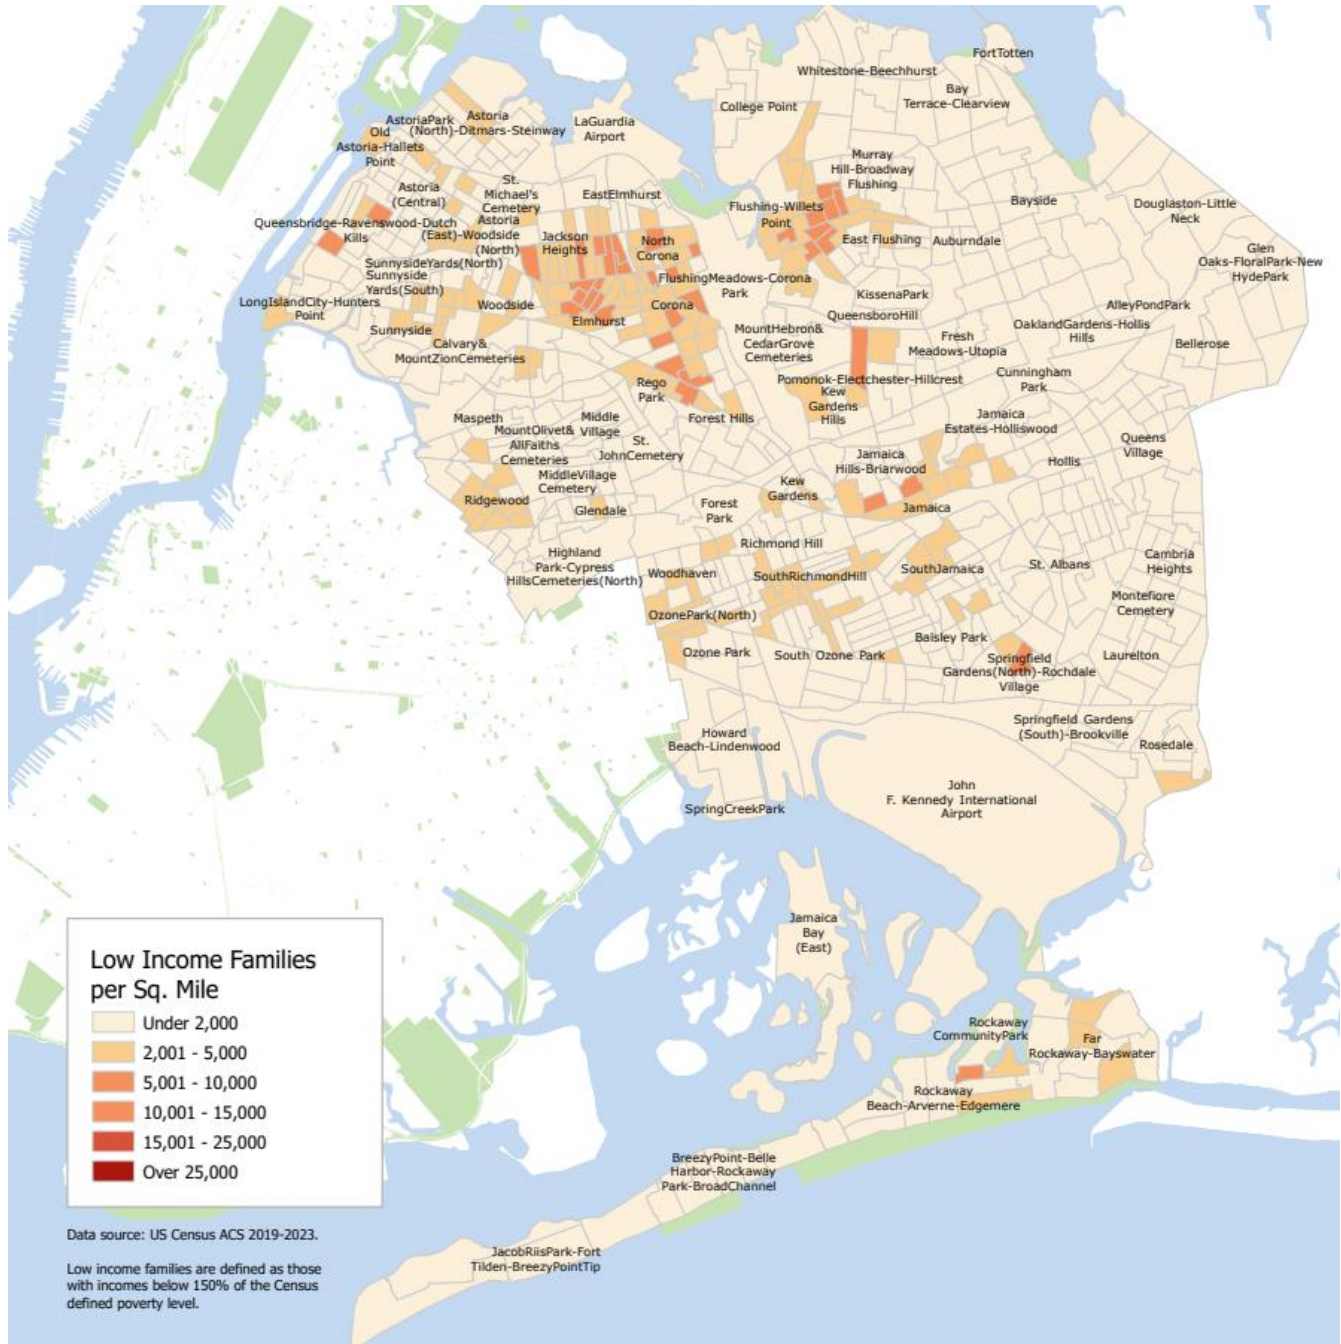 FortTotten
Whitestone-Beechhurst
Bay
Terrace-Clearview
College Point
AstoriaPark
Astoria
(North)-Ditmars-Steinway
Old
Astoria-Hallets
Point
LaGuardia
Airport
Murray
Hill-Broadway
Flushing
St.
Michael's
Cemetery
EastElmhurst
Astoria
(Central)
Bayside
Douglaston-Little
Neck
Flushing-Willets
Point
Queensbridge-Ravenswood-Dutch
Kills
Astoria
(East)-Woodside
(North)
Jackson
Heights
North
Corona
East Flushing
Auburndale
Glen
Oaks-FloralPark-New
HydePark
SunnysideYards(North)
Sunnyside
Yards(South)
FlushingMeadows-Corona
Park
KissenaPark
LongIslandCity-Hunters
Point
Woodside
Corona
AlleyPondPark
QueensboroHill
Sunnyside
Elmhurst
MountHebron&
CedarGrove
Cemeteries
OaklandGardens-Hollis
Hills
Fresh
Meadows-Utopia
Bellerose
Calvary&
MountZionCemeteries
Cunningham
Park
Rego
Park
Pomonok-Electchester-Hillcrest
Kew
Gardens
Hills
Maspeth
Middle
Village
Forest Hills
Jamaica
Estates-Holliswood
MountOlivet&
AllFaiths
Cemeteries
St.
JohnCemetery
Queens
Village
Jamaica
Hills-Briarwood
Hollis
MiddleVillage
Cemetery
Kew
Gardens
Ridgewood
Glendale
Forest
Park
Jamaica
Richmond Hill
Highland
Park-Cypress
HillsCemeteries(North)
Woodhaven
SouthRichmondHill
SouthJamaica
St. Albans
Cambria
Heights
Montefiore
Cemetery
OzonePark(North)
Baisley Park
Ozone Park
South Ozone Park
Springfield
Gardens(North)-Rochdale
Village
Laurelton
Springfield Gardens
(South)-Brookville
Howard
Beach-Lindenwood
Rosedale
John
F. Kennedy International
Airport
SpringCreekPark
Jamaica
Bay
(East)
Rockaway
CommunityPark
Far
Rockaway-Bayswater
Rockaway
Beach-Arverne-Edgemere
BreezyPoint-Belle
Harbor-Rockaway
Park-BroadChannel
JacobRiisPark-Fort
Tilden-BreezyPointTip
Low Income Families
per Sq. Mile
Under 2,000
2,001 - 5,000
5,001 - 10,000
10,001 - 15,000
15,001 - 25,000
Over 25,000
Data source: US Census ACS 2019-2023.
Low income families are defined as those
with incomes below 150% of the Census
defined poverty level.